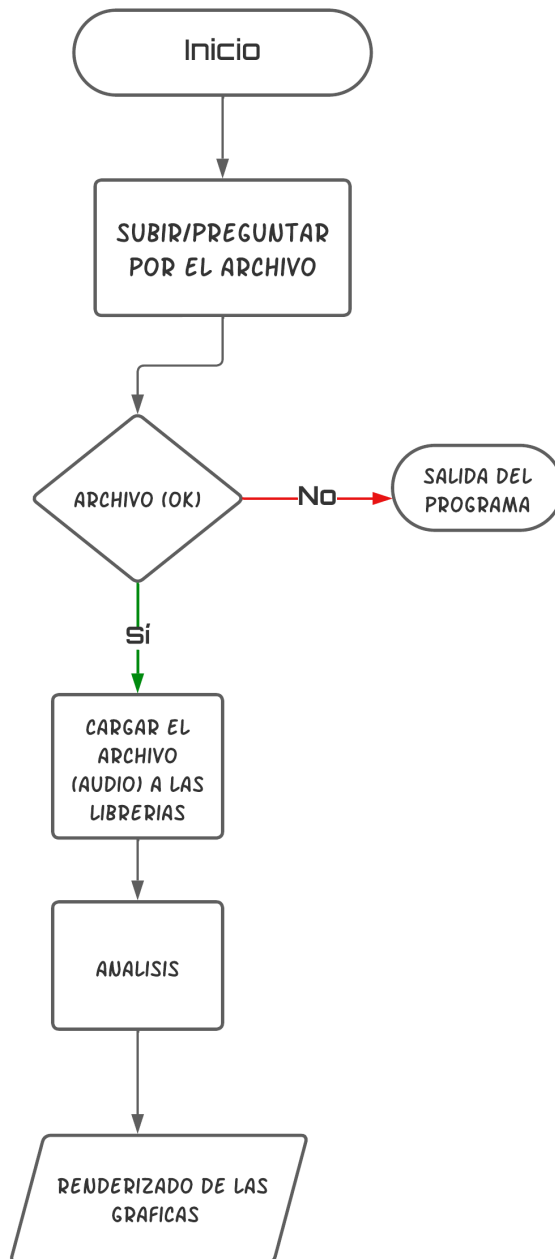 Inicio
SUBIR/PREGUNTAR
POR EL ARCHIVO
ARCHIVO (OK)
No
SALIDA DEL
PROGRAMA
Sí
CARGAR EL
ARCHIVO
(AUDIO) A LAS
LIBRERIAS
ANALISIS
RENDERIZADO DE LAS
GRAFICAS